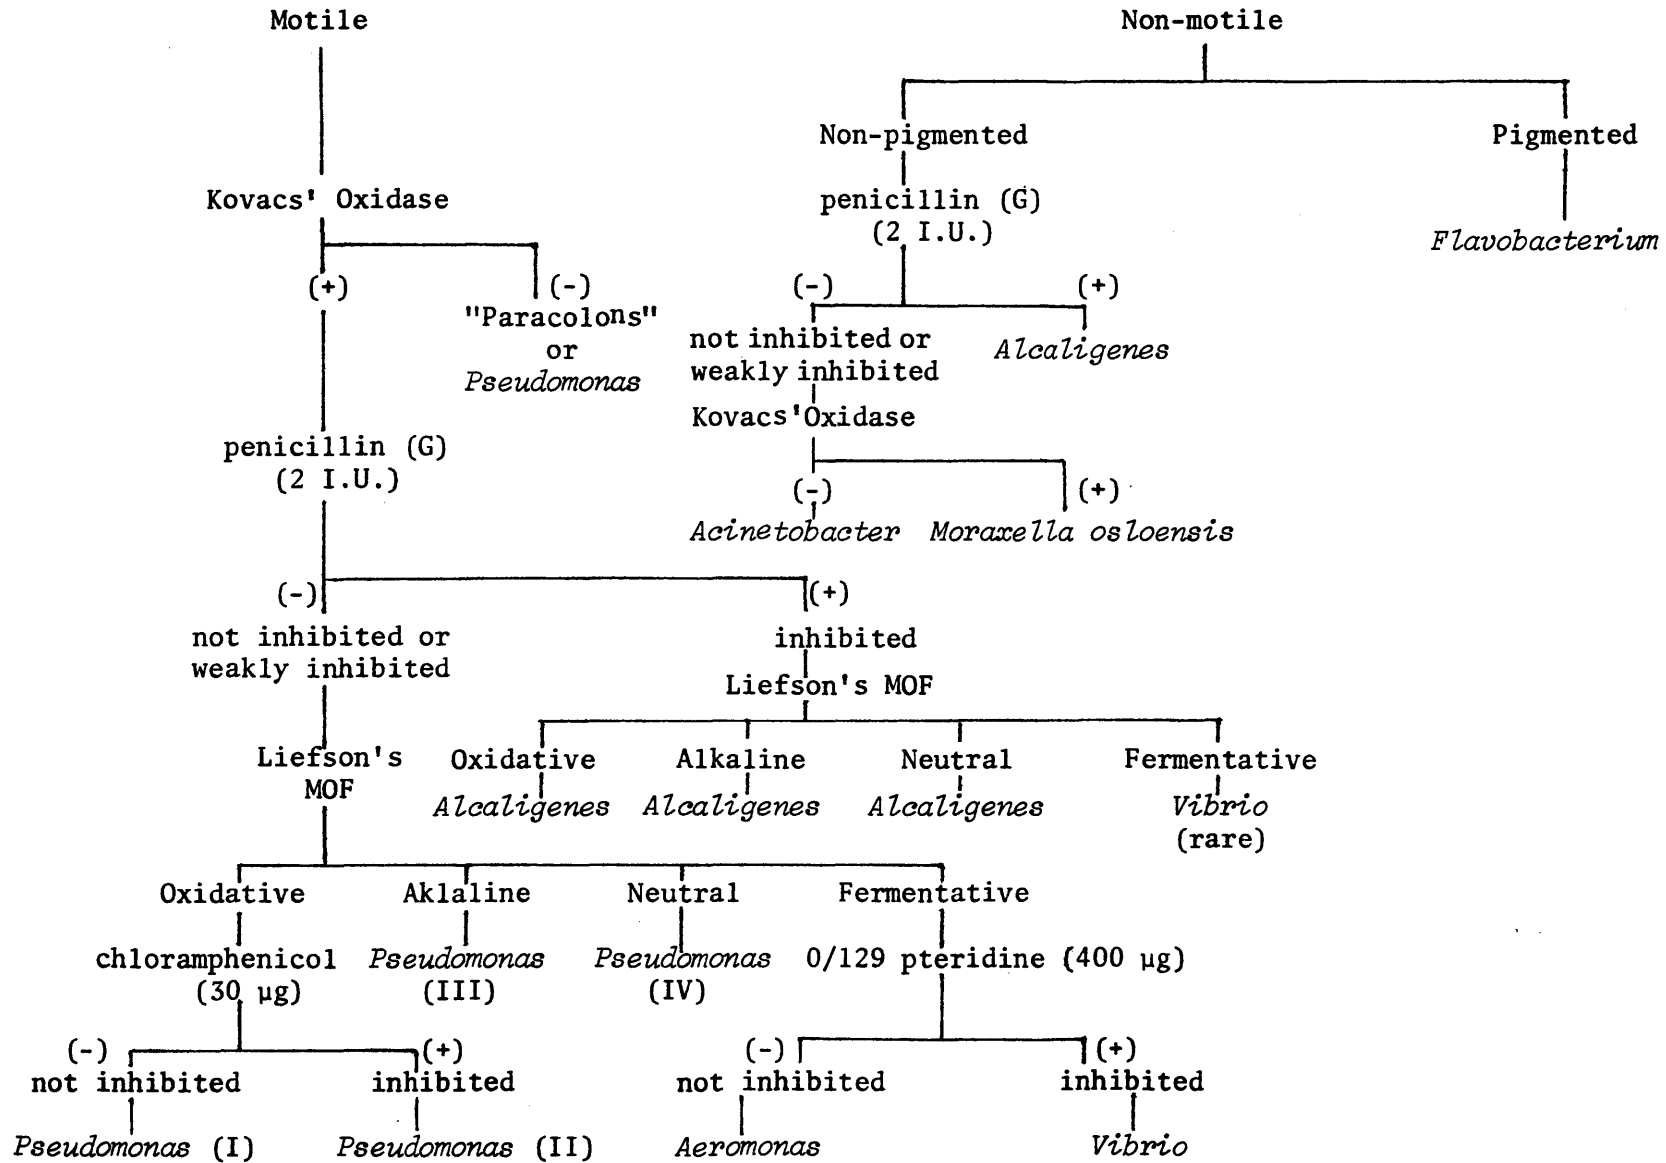 Motile
Non-motile
Non-pigmented
Pigmented
Kovacs' Oxidase
penicillin (G)
(2 I.U.)
Flavobacterium
(+)
(-)
"Paracolons"
or
Pseudomonas
(-)
(+)
not inhibited or
weakly inhibited
Alcaligenes
Kovacs'Oxidase
(-)
(+)
Acinetobacter
Moraxella osloensis
penicillin (G)
(2 I.U.)
(-)
(+)
not inhibited or
weakly inhibited
inhibited
Liefson's MOF
Liefson's
MOF
Oxidative
Alkaline
Neutral
Fermentative
Alcaligenes
Alcaligenes
Alcaligenes
Vibrio
(rare)
Oxidative
Aklaline
Neutral
Fermentative
chloramphenicol
(30 µg)
Pseudomonas
(III)
Pseudomonas
(IV)
0/129 pteridine (400 µg)
(-)
(+)
(-)
(+)
not inhibited
inhibited
not inhibited
inhibited
Pseudomonas (I)
Pseudomonas (II)
Aeromonas
Vibrio